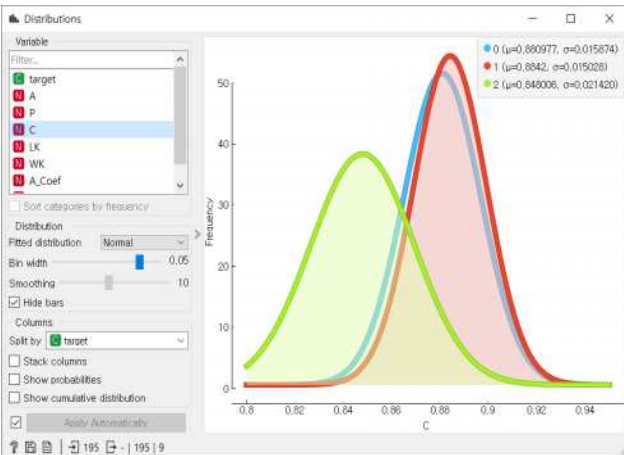 Distributions
Variable
Filter...
C target
N A
N P
N C
N LK
N WK
N A_Coef
Sort categories by frequency
Distribution
Fitted distribution Normal
Bin width 0.05
Smoothing 10
Hide bars
Columns
Split by C target
Stack columns
Show probabilities
Show cumulative distribution
Apply Automatically
? 195 - | 195 | 9
0 (μ=0.880977, σ=0.015874)
1 (μ=0.8842, σ=0.015028)
2 (μ=0.848006, σ=0.021420)
Frequency
50
40
30
20
10
0
0.8 0.82 0.84 0.86 0.88 0.9 0.92 0.94
C